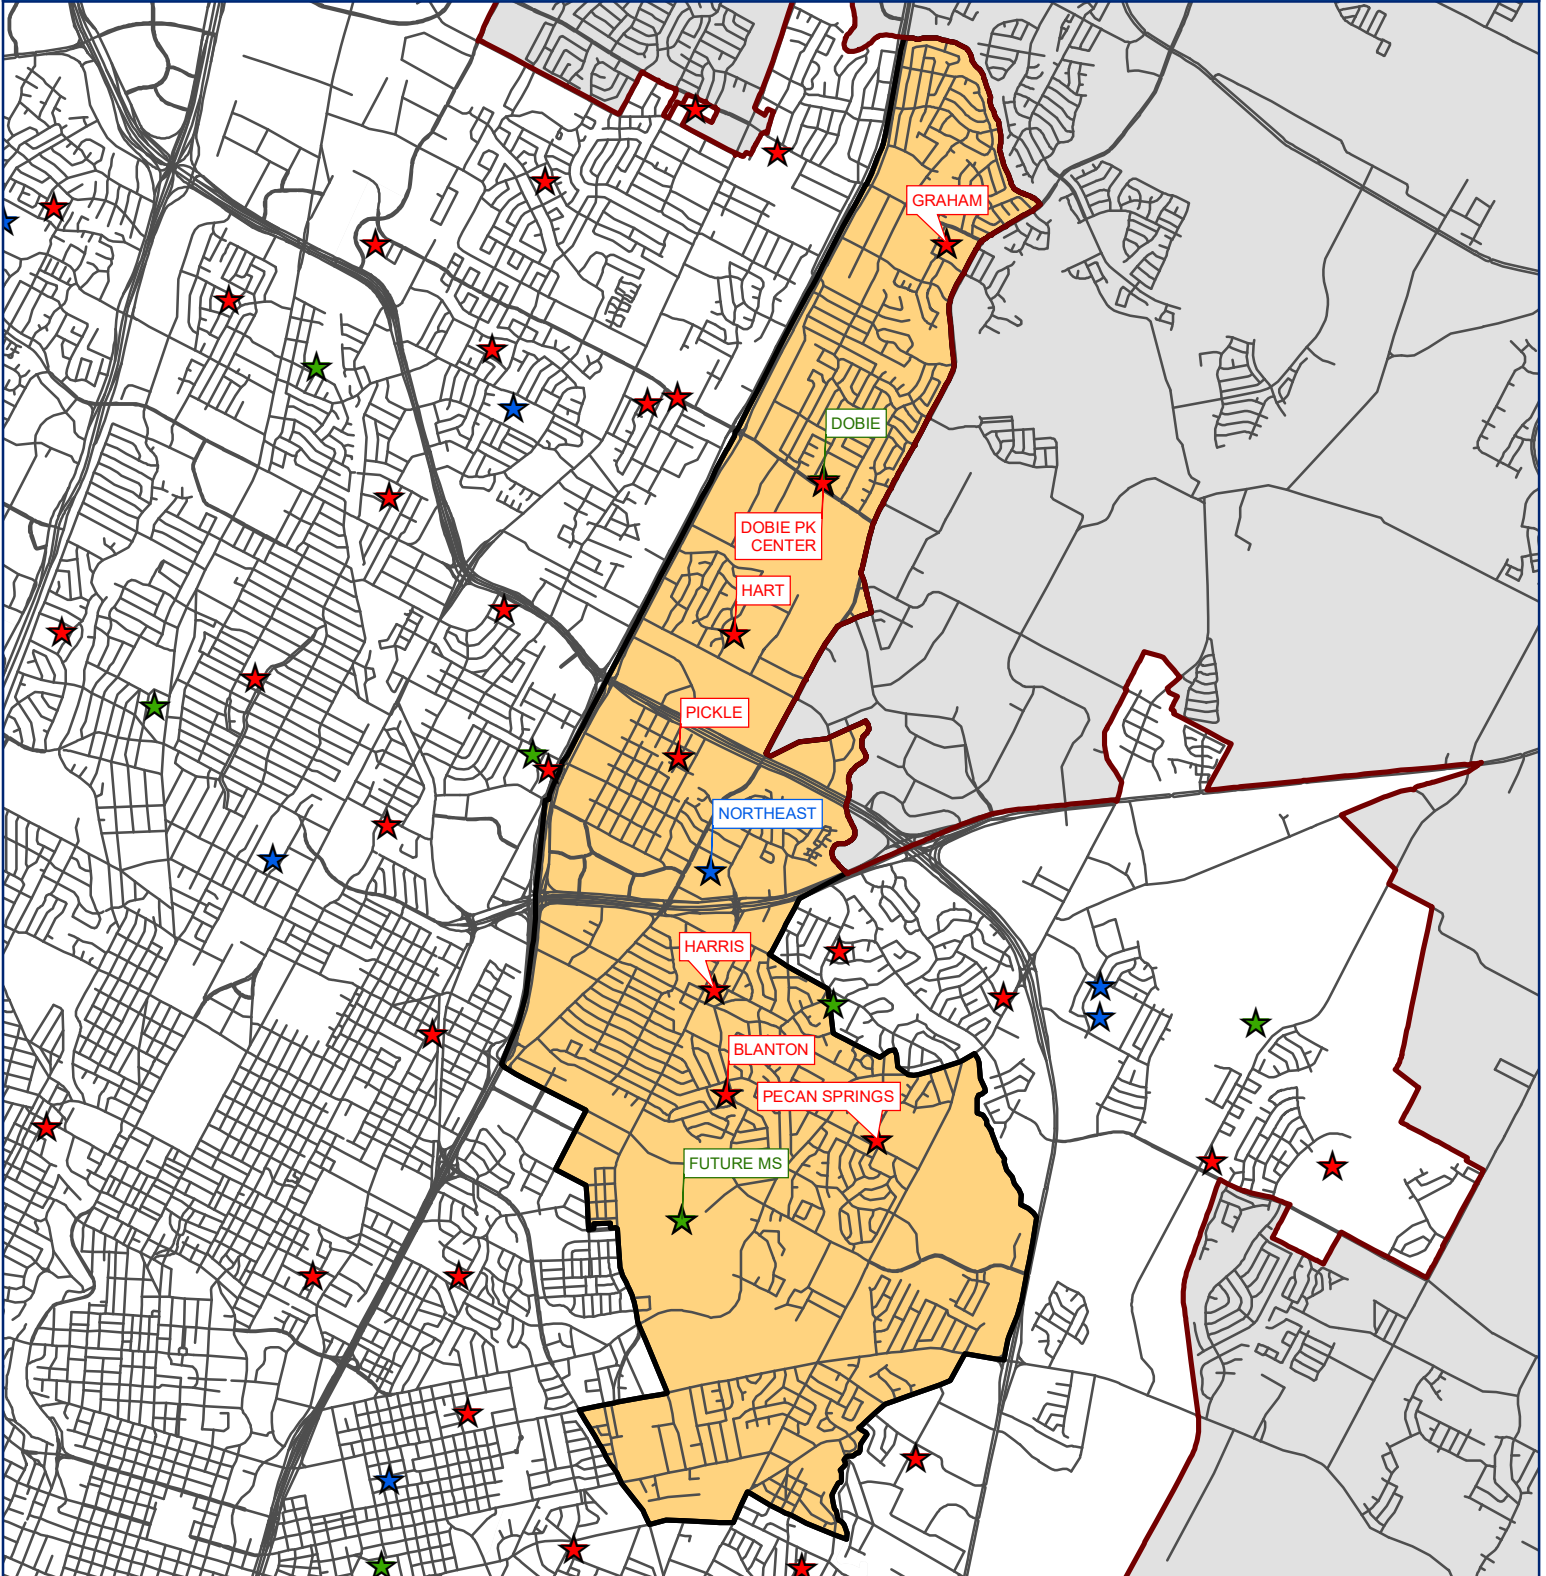 GRAHAM
DOBIE
DOBIE PK
CENTER
HART
PICKLE
NORTHEAST
HARRIS
BLANTON
PECAN SPRINGS
FUTURE MS